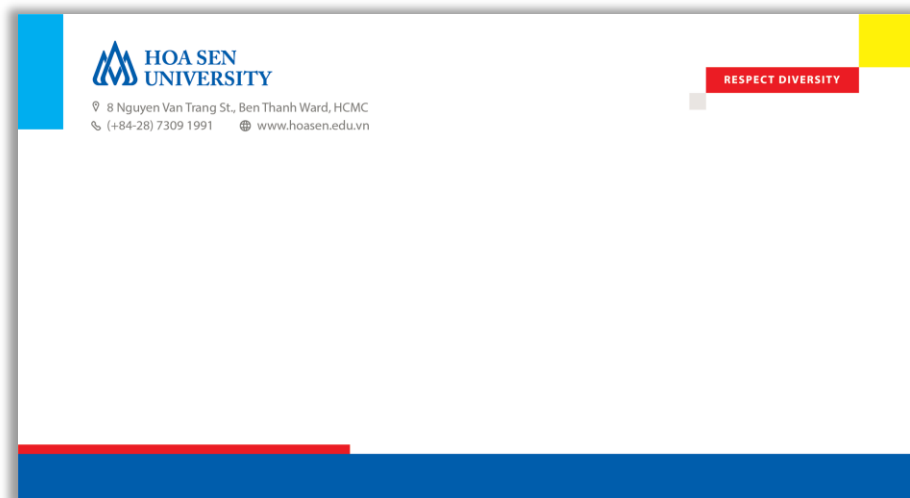 HOA SEN
UNIVERSITY
8 Nguyen Van Trang St., Ben Thanh Ward, HCMC
(+84-28) 7309 1991 www.hoasen.edu.vn
RESPECT DIVERSITY